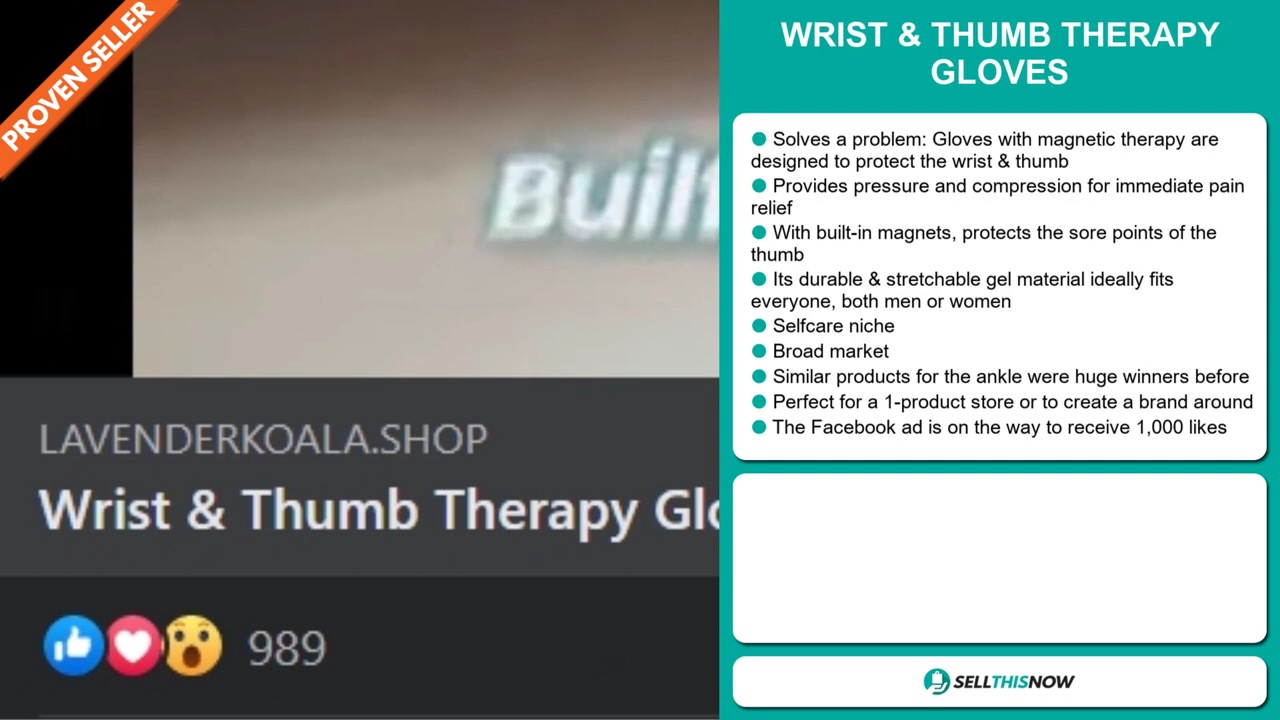 PROVEN SELLER
WRIST & THUMB THERAPY
GLOVES
● Solves a problem: Gloves with magnetic therapy are
designed to protect the wrist & thumb
● Provides pressure and compression for immediate pain
relief
● With built-in magnets, protects the sore points of the
thumb
● Its durable & stretchable gel material ideally fits
everyone, both men or women
● Selfcare niche
● Broad market
● Similar products for the ankle were huge winners before
● Perfect for a 1-product store or to create a brand around
● The Facebook ad is on the way to receive 1,000 likes
LAVENDERKOALA.SHOP
Wrist & Thumb Therapy
989
SELLTHISNOW